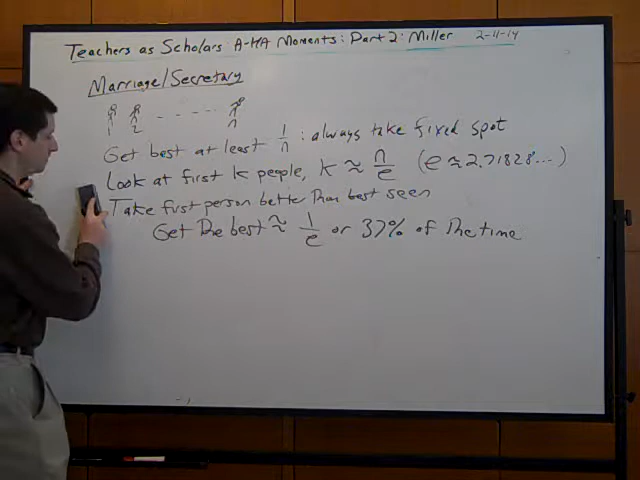 Teachers as Scholars A-HA Moments: Part 2: Miller 2-11-14
Marriage/Secretary
1 2 - - - - - - n
Get best at least 1/n : always take fixed spot
Look at first k people, k ≈ n/e (e ≈ 2.71828...)
Take first person better than best seen
Get the best ≈ 1/e or 37% of the time